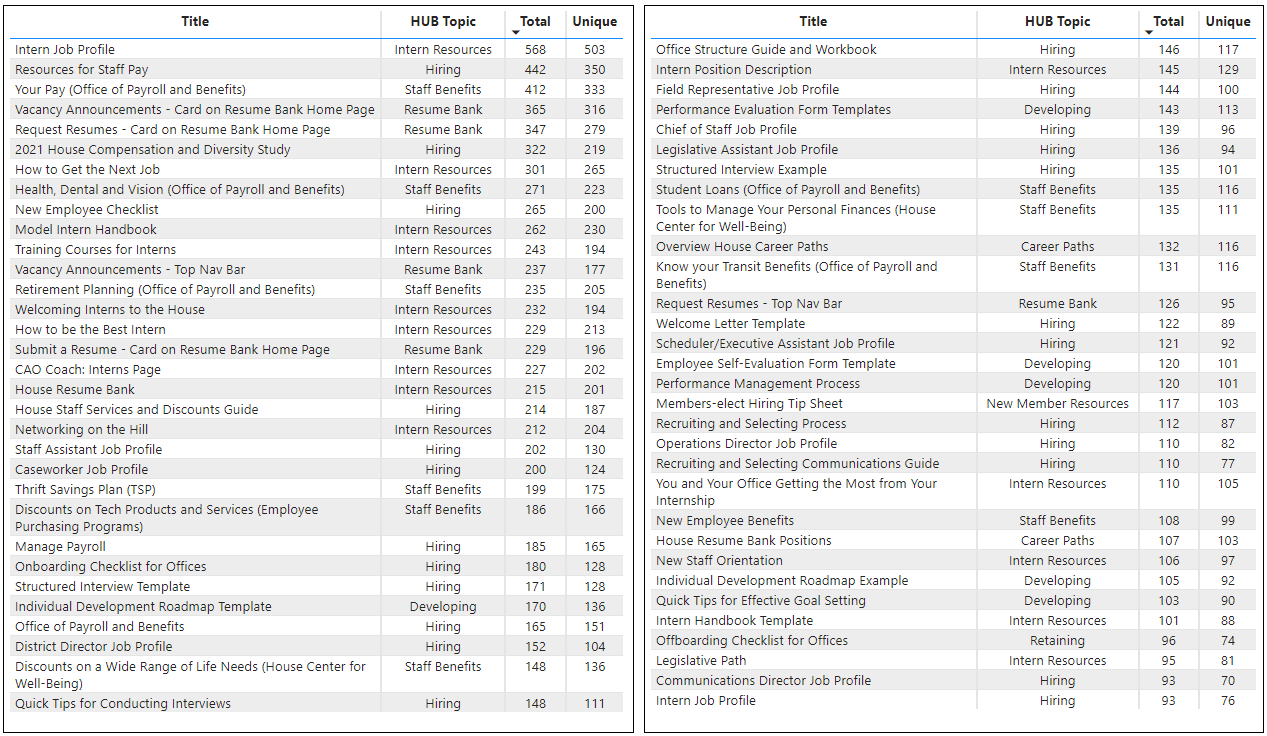 Title HUB Topic Total Unique
Intern Job Profile Intern Resources 568 503
Resources for Staff Pay Hiring 442 350
Your Pay (Office of Payroll and Benefits) Staff Benefits 412 333
Vacancy Announcements - Card on Resume Bank Home Page Resume Bank 365 316
Request Resumes - Card on Resume Bank Home Page Resume Bank 347 279
2021 House Compensation and Diversity Study Hiring 322 219
How to Get the Next Job Intern Resources 301 265
Health, Dental and Vision (Office of Payroll and Benefits) Staff Benefits 271 223
New Employee Checklist Hiring 265 200
Model Intern Handbook Intern Resources 262 230
Training Courses for Interns Intern Resources 243 194
Vacancy Announcements - Top Nav Bar Resume Bank 237 177
Retirement Planning (Office of Payroll and Benefits) Staff Benefits 235 205
Welcoming Interns to the House Intern Resources 232 194
How to be the Best Intern Intern Resources 229 213
Submit a Resume - Card on Resume Bank Home Page Resume Bank 229 196
CAO Coach: Interns Page Intern Resources 227 202
House Resume Bank Intern Resources 215 201
House Staff Services and Discounts Guide Hiring 214 187
Networking on the Hill Intern Resources 212 204
Staff Assistant Job Profile Hiring 202 130
Caseworker Job Profile Hiring 200 124
Thrift Savings Plan (TSP) Staff Benefits 199 175
Discounts on Tech Products and Services (Employee Staff Benefits 186 166
Purchasing Programs)
Manage Payroll Hiring 185 165
Onboarding Checklist for Offices Hiring 180 128
Structured Interview Template Hiring 171 128
Individual Development Roadmap Template Developing 170 136
Office of Payroll and Benefits Hiring 165 151
District Director Job Profile Hiring 152 104
Discounts on a Wide Range of Life Needs (House Center for Staff Benefits 148 136
Well-Being)
Quick Tips for Conducting Interviews Hiring 148 111
Title HUB Topic Total Unique
Office Structure Guide and Workbook Hiring 146 117
Intern Position Description Intern Resources 145 129
Field Representative Job Profile Hiring 144 100
Performance Evaluation Form Templates Developing 143 113
Chief of Staff Job Profile Hiring 139 96
Legislative Assistant Job Profile Hiring 136 94
Structured Interview Example Hiring 135 101
Student Loans (Office of Payroll and Benefits) Staff Benefits 135 116
Tools to Manage Your Personal Finances (House Staff Benefits 135 111
Center for Well-Being)
Overview House Career Paths Career Paths 132 116
Know your Transit Benefits (Office of Payroll and Staff Benefits 131 116
Benefits)
Request Resumes - Top Nav Bar Resume Bank 126 95
Welcome Letter Template Hiring 122 89
Scheduler/Executive Assistant Job Profile Hiring 121 92
Employee Self-Evaluation Form Template Developing 120 101
Performance Management Process Developing 120 101
Members-elect Hiring Tip Sheet New Member Resources 117 103
Recruiting and Selecting Process Hiring 112 87
Operations Director Job Profile Hiring 110 82
Recruiting and Selecting Communications Guide Hiring 110 77
You and Your Office Getting the Most from Your Intern Resources 110 105
Internship
New Employee Benefits Staff Benefits 108 99
House Resume Bank Positions Career Paths 107 103
New Staff Orientation Intern Resources 106 97
Individual Development Roadmap Example Developing 105 92
Quick Tips for Effective Goal Setting Developing 103 90
Intern Handbook Template Intern Resources 101 88
Offboarding Checklist for Offices Retaining 96 74
Legislative Path Intern Resources 95 81
Communications Director Job Profile Hiring 93 70
Intern Job Profile Hiring 93 76